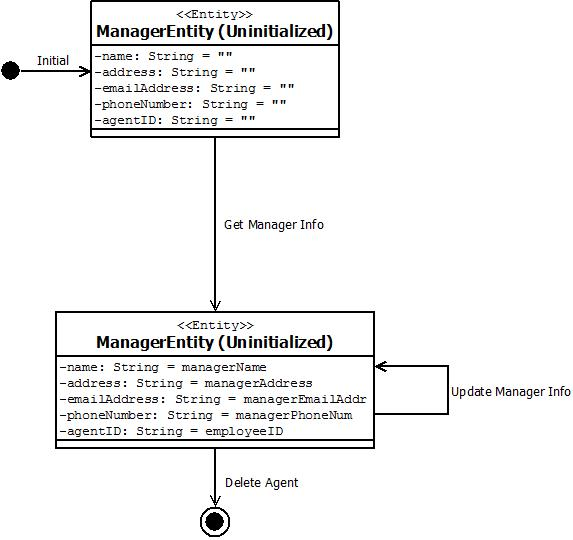 <<Entity>>
ManagerEntity (Uninitialized)
-name: String = ""
-address: String = ""
-emailAddress: String = ""
-phoneNumber: String = ""
-agentID: String = ""
Initial
Get Manager Info
<<Entity>>
ManagerEntity (Uninitialized)
-name: String = managerName
-address: String = managerAddress
-emailAddress: String = managerEmailAddr
-phoneNumber: String = managerPhoneNum
-agentID: String = employeeID
Update Manager Info
Delete Agent